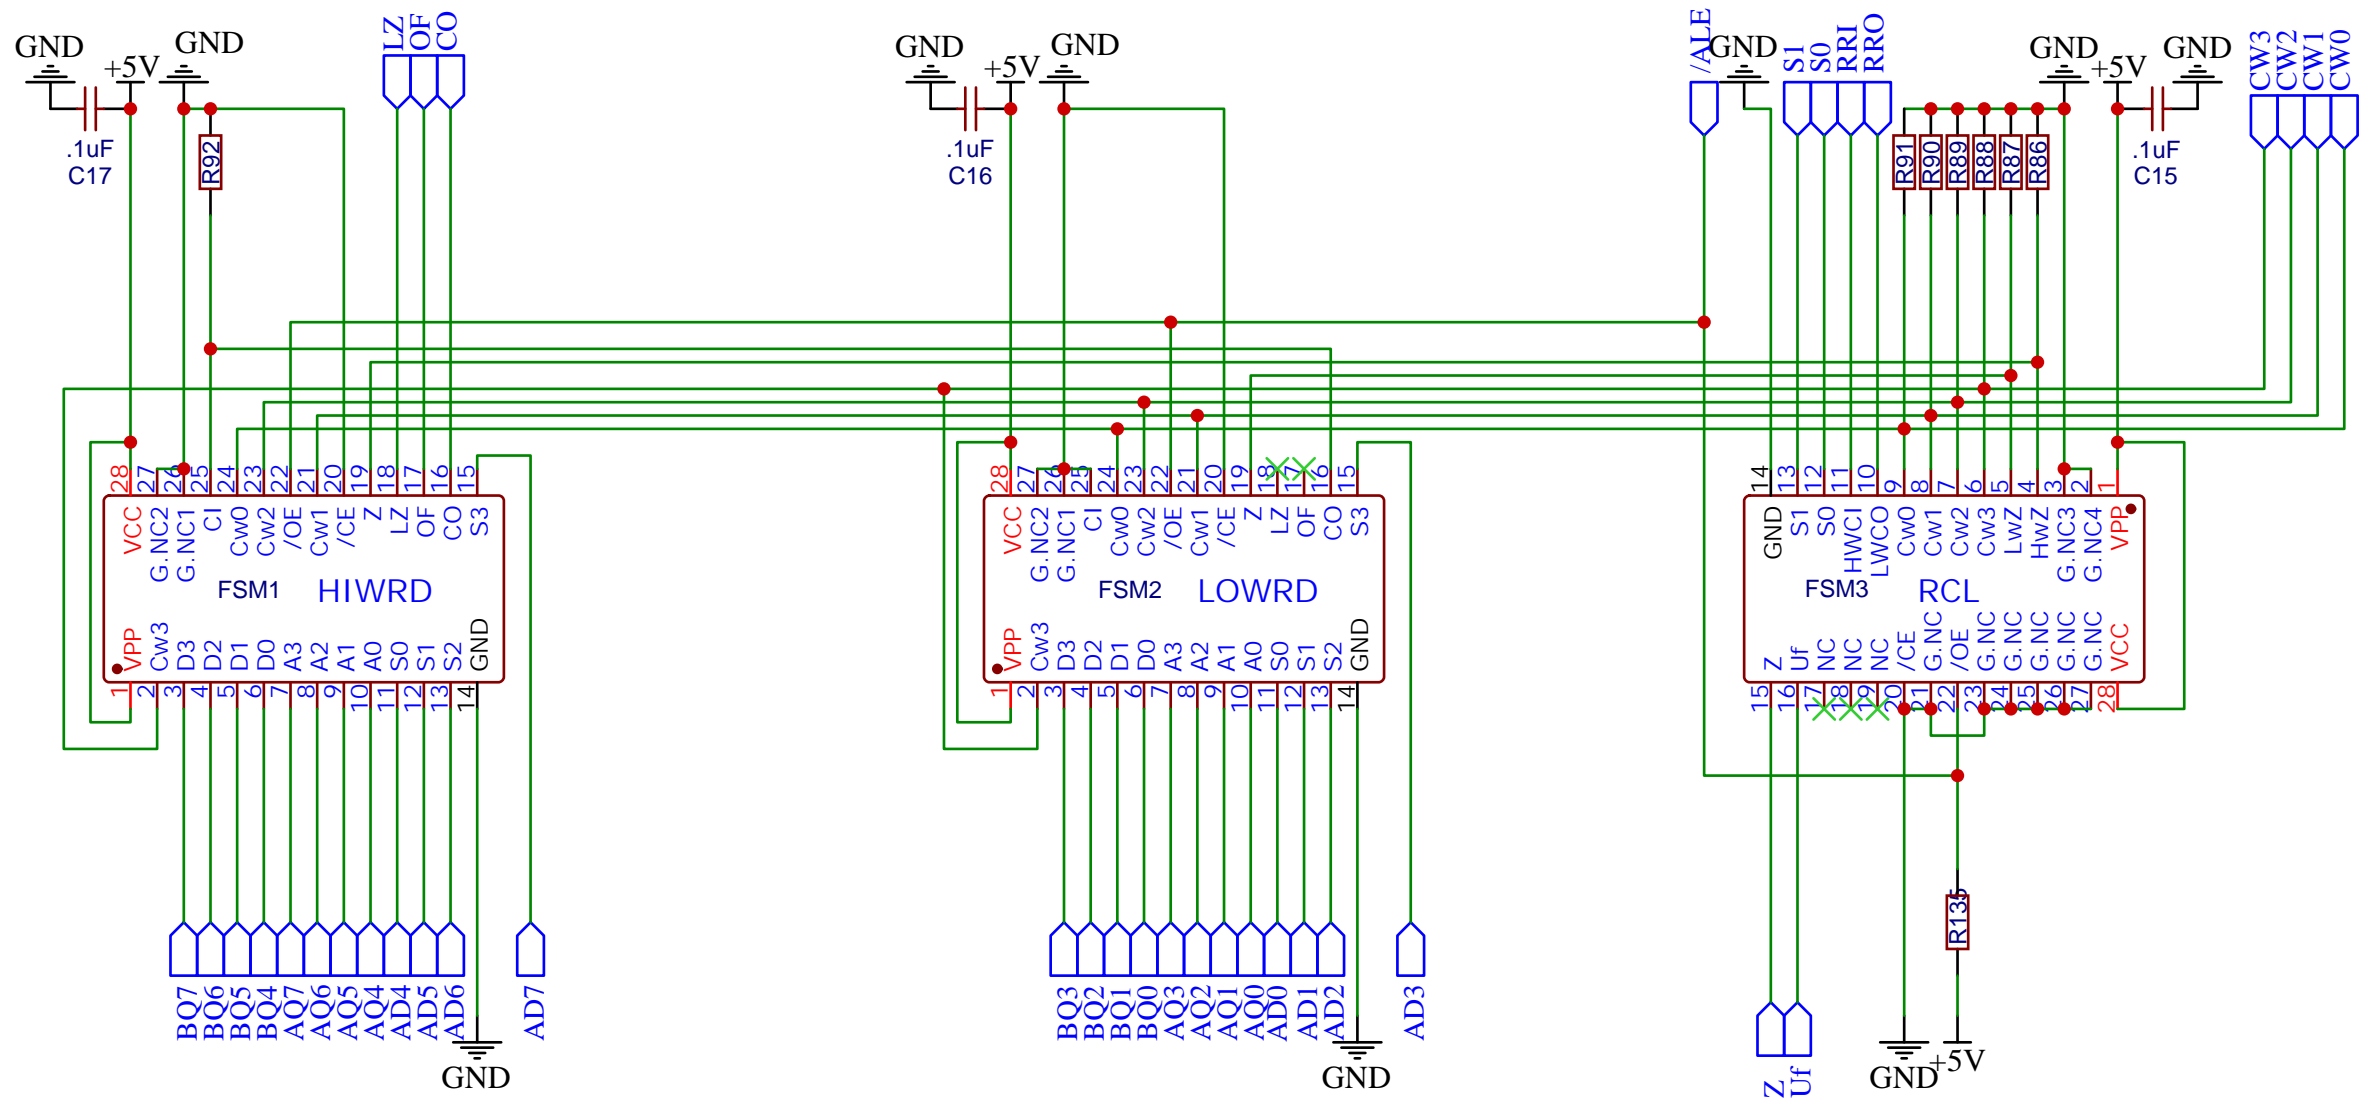 GND
+5V
GND
LZ
OF
CO
GND
+5V
GND
/ALE
GND
S1
S0
RRI
RRO
GND
+5V
GND
CW3
CW2
CW1
CW0
.1uF
C17
R92
.1uF
C16
R91
R90
R89
R88
R87
R86
.1uF
C15
28
27
26
25
24
23
22
21
20
19
18
17
16
15
VCC
G.NC2
G.NC1
CI
Cw0
Cw2
/OE
Cw1
/CE
Z
LZ
OF
CO
S3
FSM1
HIWRD
VPP
Cw3
D3
D2
D1
D0
A3
A2
A1
A0
S0
S1
S2
GND
1
2
3
4
5
6
7
8
9
10
11
12
13
14
28
27
26
25
24
23
22
21
20
19
18
17
16
15
VCC
G.NC2
G.NC1
CI
Cw0
Cw2
/OE
Cw1
/CE
Z
LZ
OF
CO
S3
FSM2
LOWRD
VPP
Cw3
D3
D2
D1
D0
A3
A2
A1
A0
S0
S1
S2
GND
1
2
3
4
5
6
7
8
9
10
11
12
13
14
14
13
12
11
10
9
8
7
6
5
4
3
2
1
GND
S1
S0
HWCI
LWCO
Cw0
Cw1
Cw2
Cw3
LwZ
HwZ
G.NC3
G.NC4
VPP
FSM3
RCL
Z
Uf
NC
NC
NC
/CE
G.NC
/OE
G.NC
G.NC
G.NC
G.NC
G.NC
VCC
15
16
17
18
19
20
21
22
23
24
25
26
27
28
R135
BQ7
BQ6
BQ5
BQ4
AQ7
AQ6
AQ5
AQ4
AD4
AD5
AD6
GND
AD7
BQ3
BQ2
BQ1
BQ0
AQ3
AQ2
AQ1
AQ0
AD0
AD1
AD2
GND
AD3
Z
Uf
GND
+5V